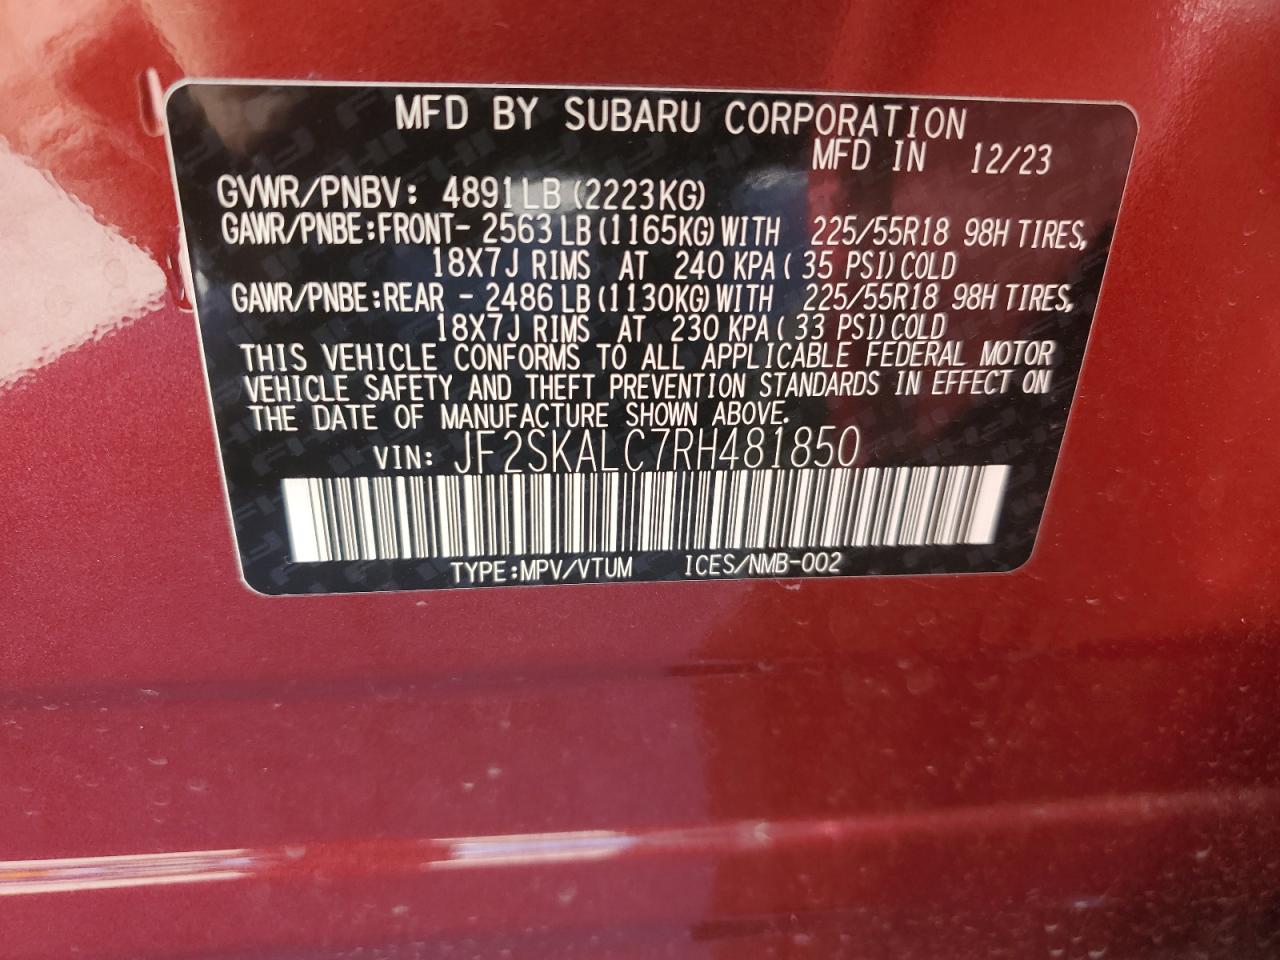 MFD BY SUBARU CORPORATION
MFD IN 12/23
GVWR/PNBV: 4891LB (2223KG)
GAWR/PNBE:FRONT- 2563 LB (1165KG) WITH 225/55R18 98H TIRES,
18X7J RIMS AT 240 KPA ( 35 PSI) COLD
GAWR/PNBE:REAR - 2486 LB (1130KG) WITH 225/55R18 98H TIRES,
18X7J RIMS AT 230 KPA ( 33 PSI) COLD
THIS VEHICLE CONFORMS TO ALL APPLICABLE FEDERAL MOTOR
VEHICLE SAFETY AND THEFT PREVENTION STANDARDS IN EFFECT ON
THE DATE OF MANUFACTURE SHOWN ABOVE.
VIN: JF2SKALC7RH481850
TYPE:MPV/VTUM ICES/NMB-002